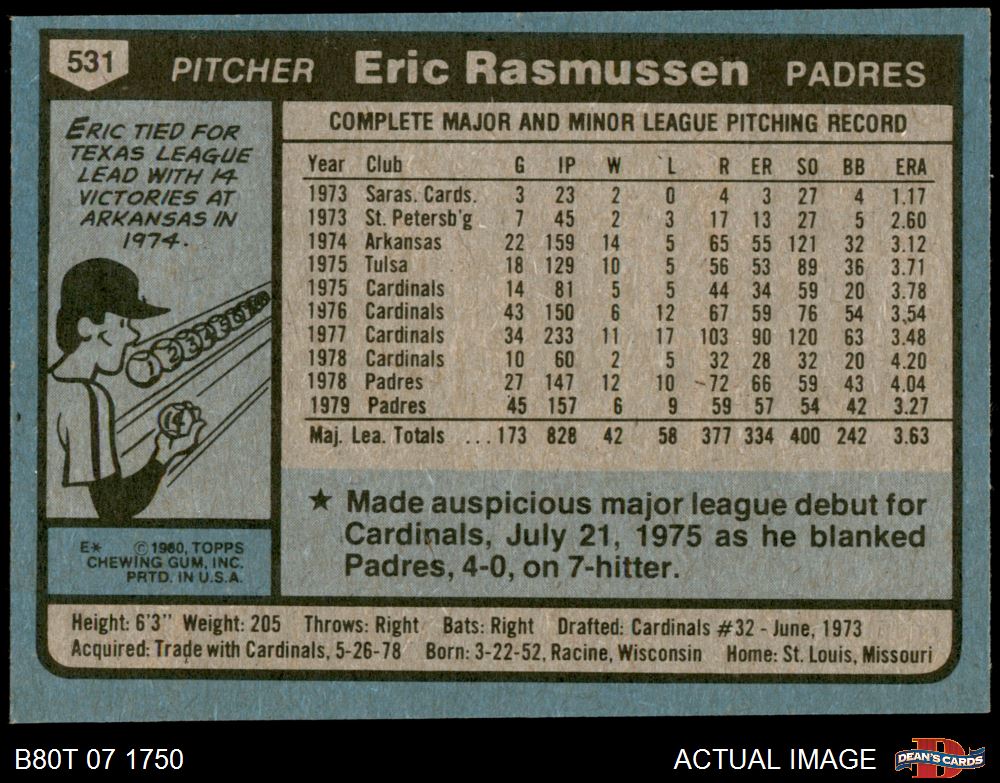 531 PITCHER Eric Rasmussen PADRES
ERIC TIED FOR
TEXAS LEAGUE
LEAD WITH 14
VICTORIES AT
ARKANSAS IN
1974.
1 2 3 4 5 6 7 8 9 10
14
E* ©1980, TOPPS
CHEWING GUM, INC.
PRTD. IN U.S.A.
COMPLETE MAJOR AND MINOR LEAGUE PITCHING RECORD
Year Club G IP W L R ER SO BB ERA
1973 Saras. Cards. 3 23 2 0 4 3 27 4 1.17
1973 St. Petersb'g 7 45 2 3 17 13 27 5 2.60
1974 Arkansas 22 159 14 5 65 55 121 32 3.12
1975 Tulsa 18 129 10 5 56 53 89 36 3.71
1975 Cardinals 14 81 5 5 44 34 59 20 3.78
1976 Cardinals 43 150 6 12 67 59 76 54 3.54
1977 Cardinals 34 233 11 17 103 90 120 63 3.48
1978 Cardinals 10 60 2 5 32 28 32 20 4.20
1978 Padres 27 147 12 10 72 66 59 43 4.04
1979 Padres 45 157 6 9 59 57 54 42 3.27
Maj. Lea. Totals ...173 828 42 58 377 334 400 242 3.63
★ Made auspicious major league debut for
Cardinals, July 21, 1975 as he blanked
Padres, 4-0, on 7-hitter.
Height: 6'3" Weight: 205 Throws: Right Bats: Right Drafted: Cardinals #32 - June, 1973
Acquired: Trade with Cardinals, 5-26-78 Born: 3-22-52, Racine, Wisconsin Home: St. Louis, Missouri
B80T 07 1750 ACTUAL IMAGE D DEAN'S CARDS